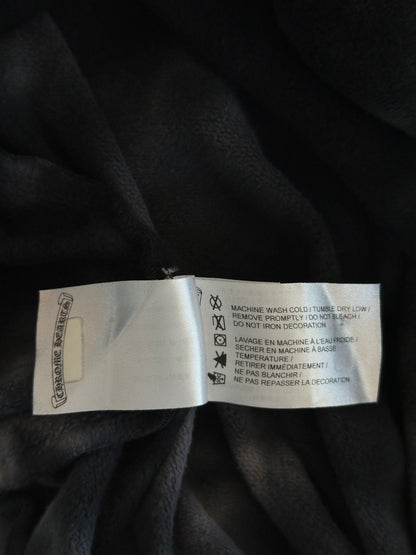 CHROME HEARTS
MACHINE WASH COLD / TUMBLE DRY LOW /
REMOVE PROMPTLY / DO NOT BLEACH /
DO NOT IRON DECORATION
LAVAGE EN MACHINE À L'EAU FROIDE /
SECHER EN MACHINE À BASSE
TEMPERATURE /
RETIRER IMMÉDIATEMENT /
NE PAS BLANCHIR /
NE PAS REPASSER LA DECORATION